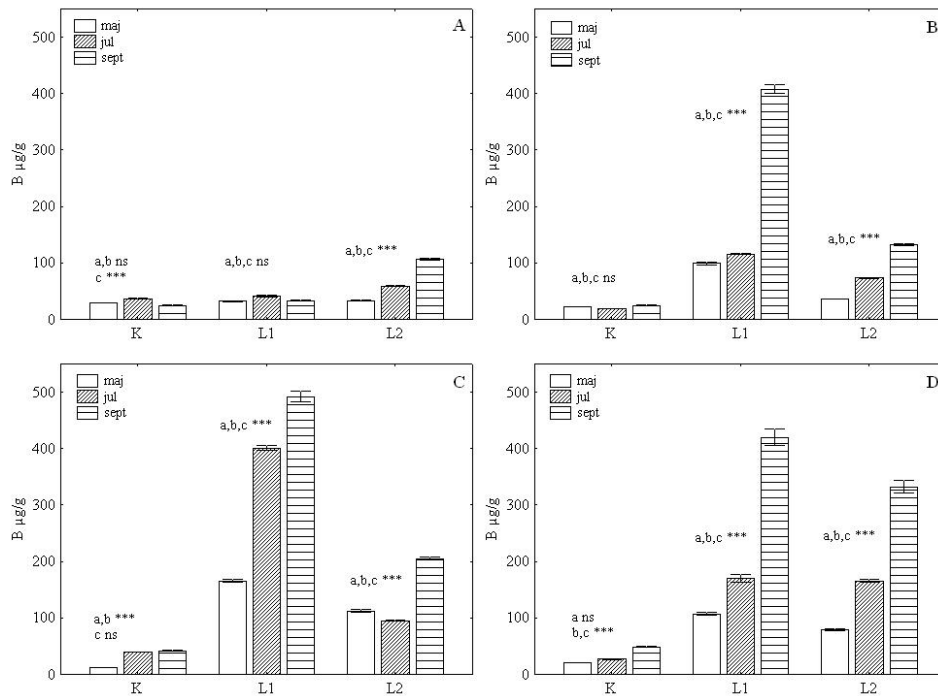 500
400
300
200
100
0
B µg/g
maj
jul
sept
A
a,b ns
c ***
a,b,c ns
a,b,c ***
K
L1
L2
500
400
300
200
100
0
B µg/g
maj
jul
sept
B
a,b,c ns
a,b,c ***
a,b,c ***
K
L1
L2
500
400
300
200
100
0
B µg/g
maj
jul
sept
C
a,b ***
c ns
a,b,c ***
a,b,c ***
K
L1
L2
500
400
300
200
100
0
B µg/g
maj
jul
sept
D
a ns
b,c ***
a,b,c ***
a,b,c ***
K
L1
L2